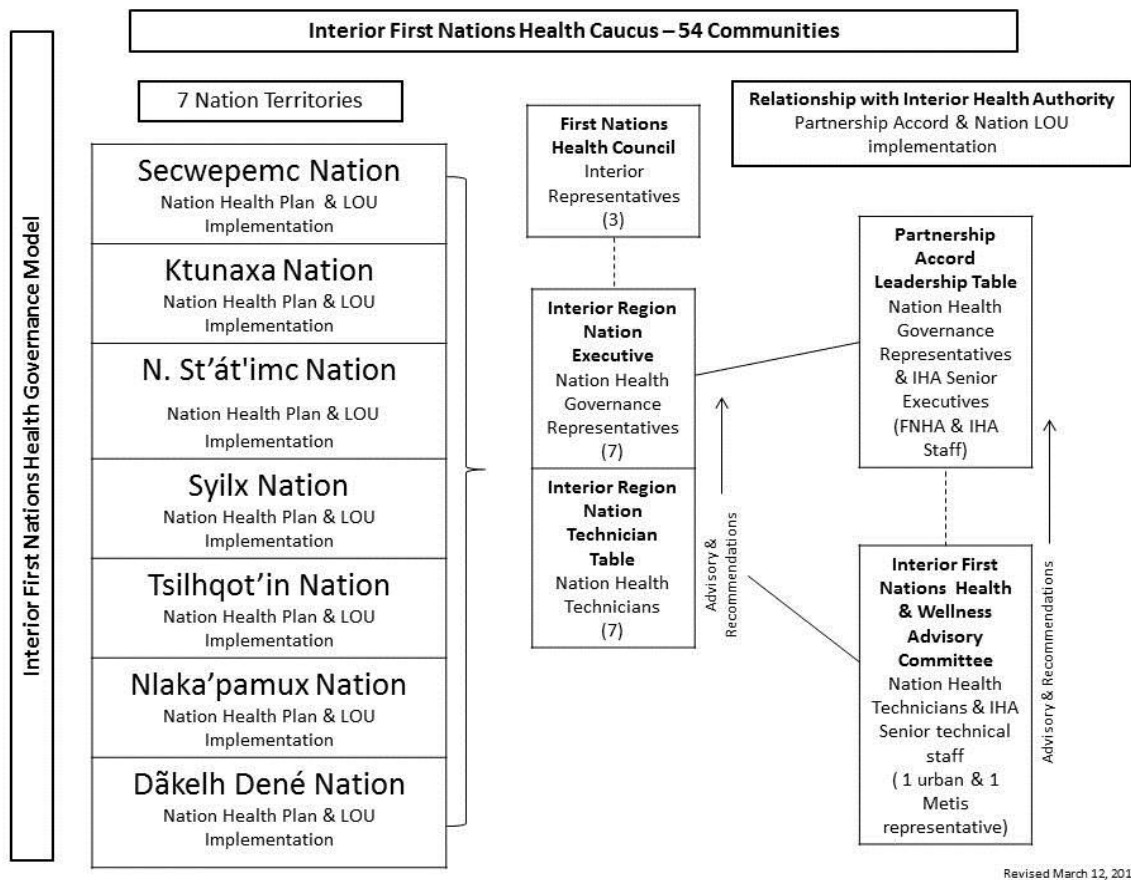 Interior First Nations Health Caucus – 54 Communities
Interior First Nations Health Governance Model
7 Nation Territories
Secwepemc Nation
Nation Health Plan & LOU
Implementation
Ktunaxa Nation
Nation Health Plan & LOU
Implementation
N. St’át'imc Nation
Nation Health Plan & LOU
Implementation
Syilx Nation
Nation Health Plan & LOU
Implementation
Tsilhqot’in Nation
Nation Health Plan & LOU
Implementation
Nlaka’pamux Nation
Nation Health Plan & LOU
Implementation
Dãkelh Dené Nation
Nation Health Plan & LOU
Implementation
First Nations
Health Council
Interior
Representatives
(3)
Interior Region
Nation
Executive
Nation Health
Governance
Representatives
(7)
Interior Region
Nation
Technician
Table
Nation Health
Technicians
(7)
Advisory &
Recommendations
Relationship with Interior Health Authority
Partnership Accord & Nation LOU
implementation
Partnership
Accord
Leadership Table
Nation Health
Governance
Representatives
& IHA Senior
Executives
(FNHA & IHA
Staff)
Interior First
Nations Health
& Wellness
Advisory
Committee
Nation Health
Technicians & IHA
Senior technical
staff
( 1 urban & 1
Metis
representative)
Advisory & Recommendations
Revised March 12, 201